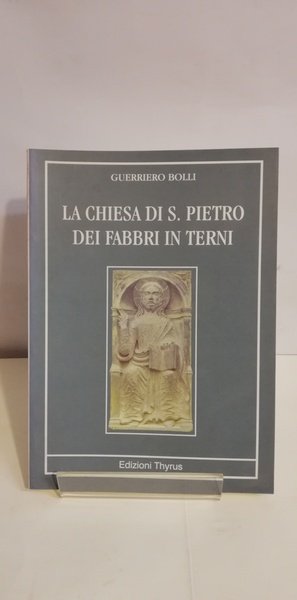 GUERRIERO BOLLI
LA CHIESA DI S. PIETRO
DEI FABBRI IN TERNI
Edizioni Thyrus